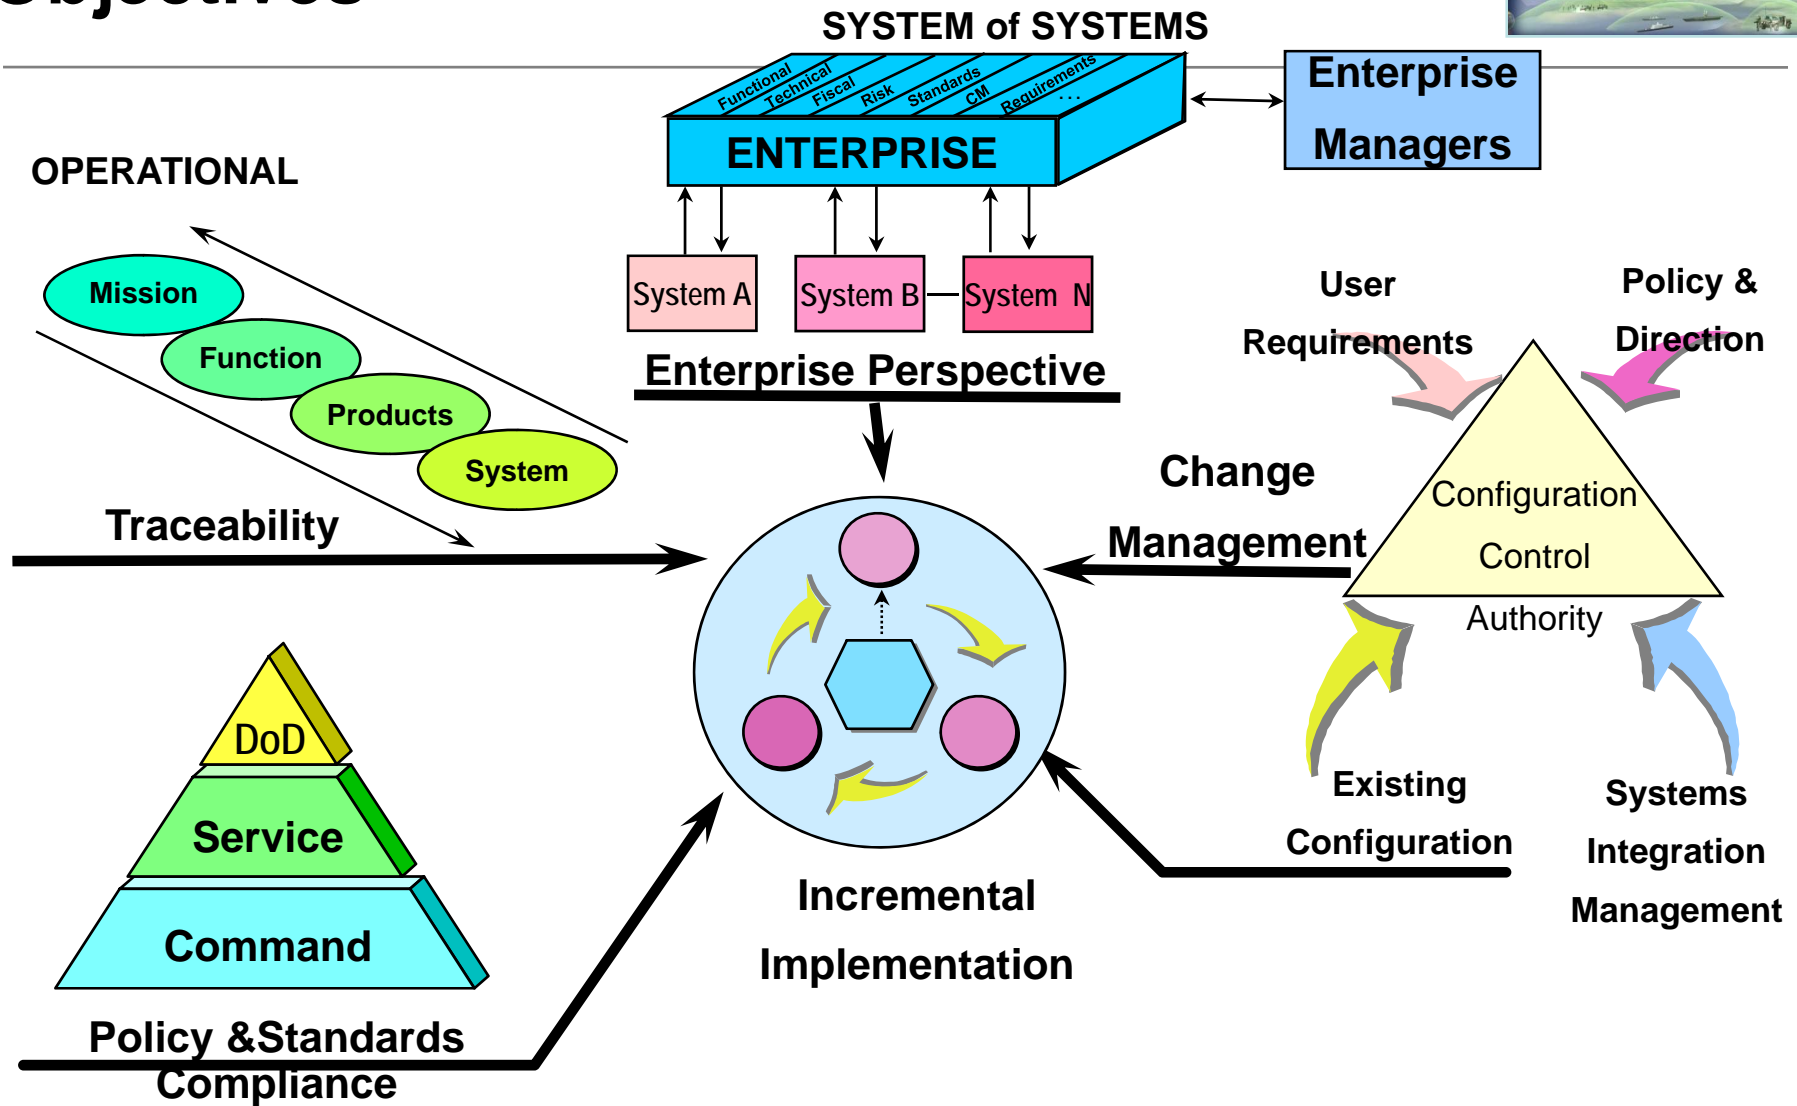 Objectives
SYSTEM of SYSTEMS
Functional
Technical
Fiscal
Risk
Standards
CM
Requirements
...
ENTERPRISE
Enterprise
Managers
OPERATIONAL
Mission
Function
Products
System
Traceability
System A
System B
System N
Enterprise Perspective
User
Requirements
Policy &
Direction
Change
Management
Configuration
Control
Authority
Existing
Configuration
Systems
Integration
Management
DoD
Service
Command
Policy &Standards
Compliance
Incremental
Implementation